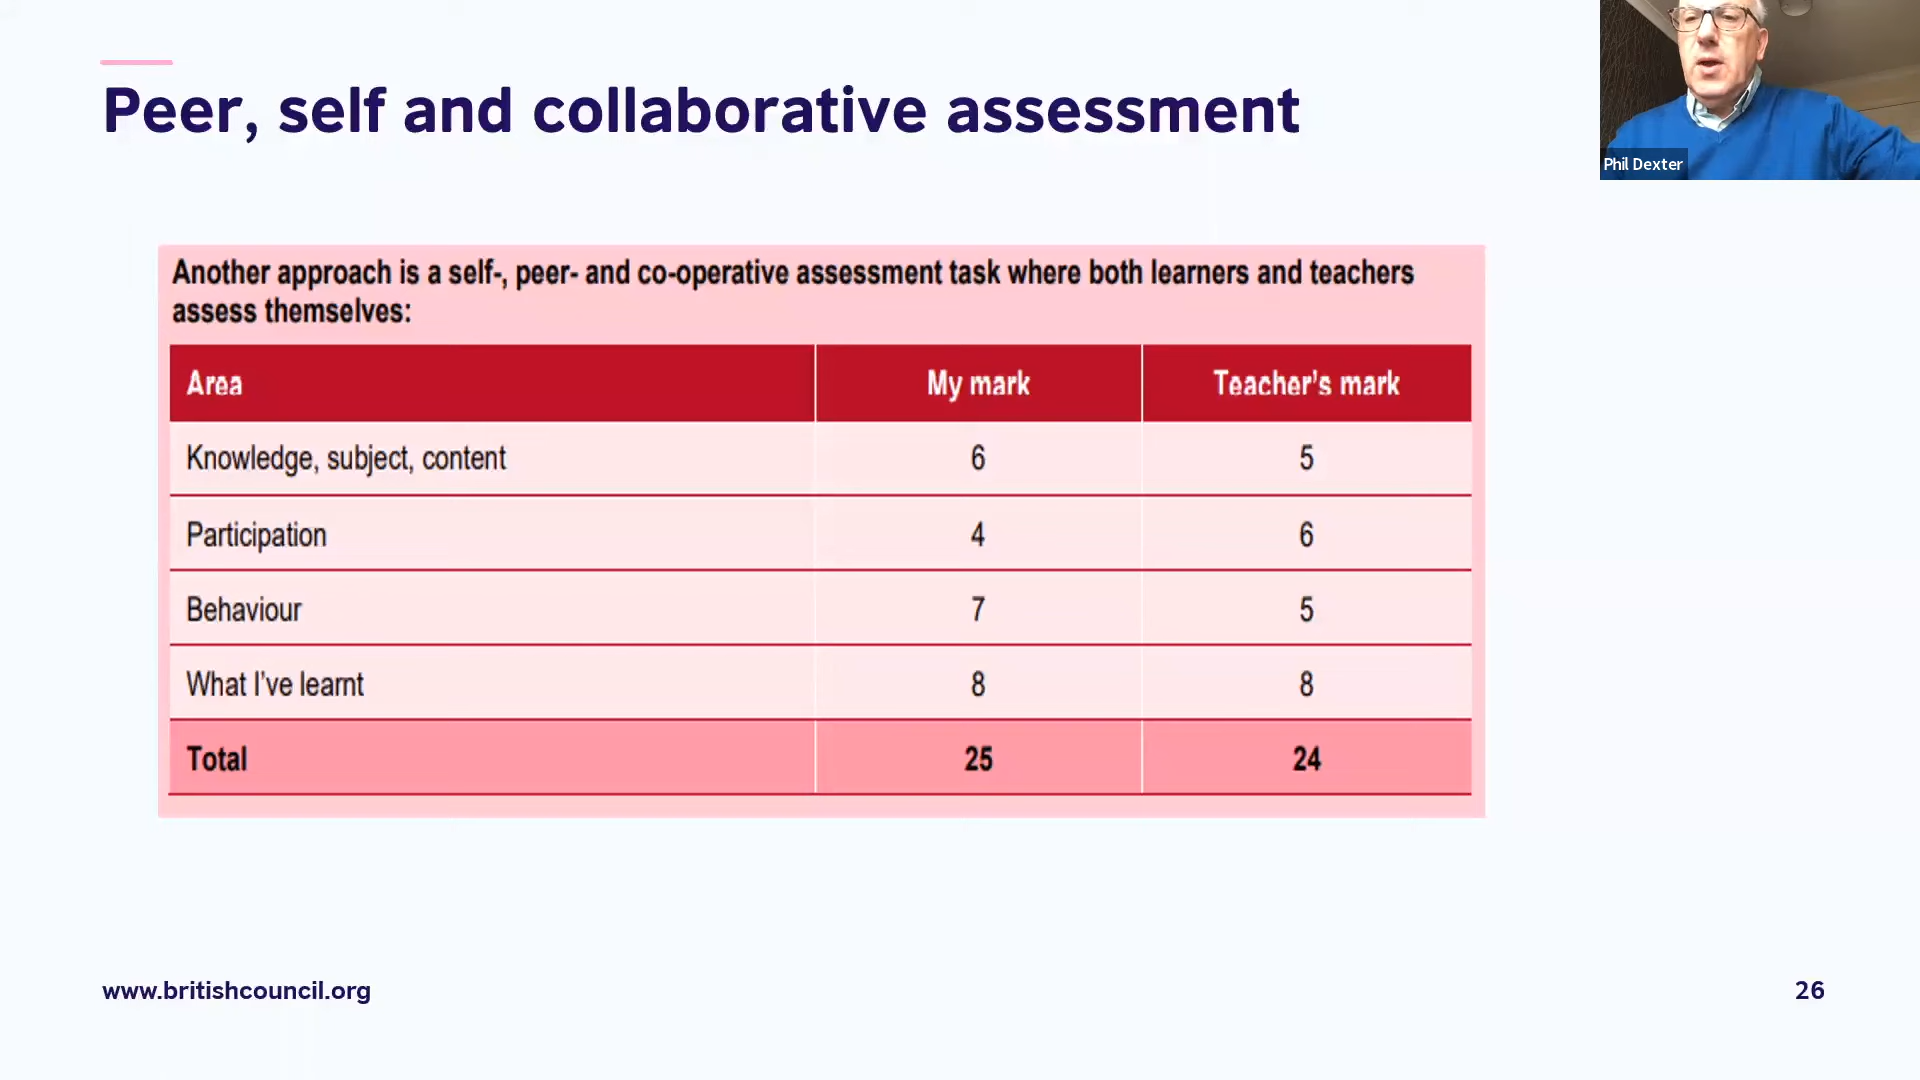 Peer, self and collaborative assessment
Phil Dexter
Another approach is a self-, peer- and co-operative assessment task where both learners and teachers
assess themselves:
Area My mark Teacher's mark
Knowledge, subject, content 6 5
Participation 4 6
Behaviour 7 5
What I've learnt 8 8
Total 25 24
www.britishcouncil.org 26